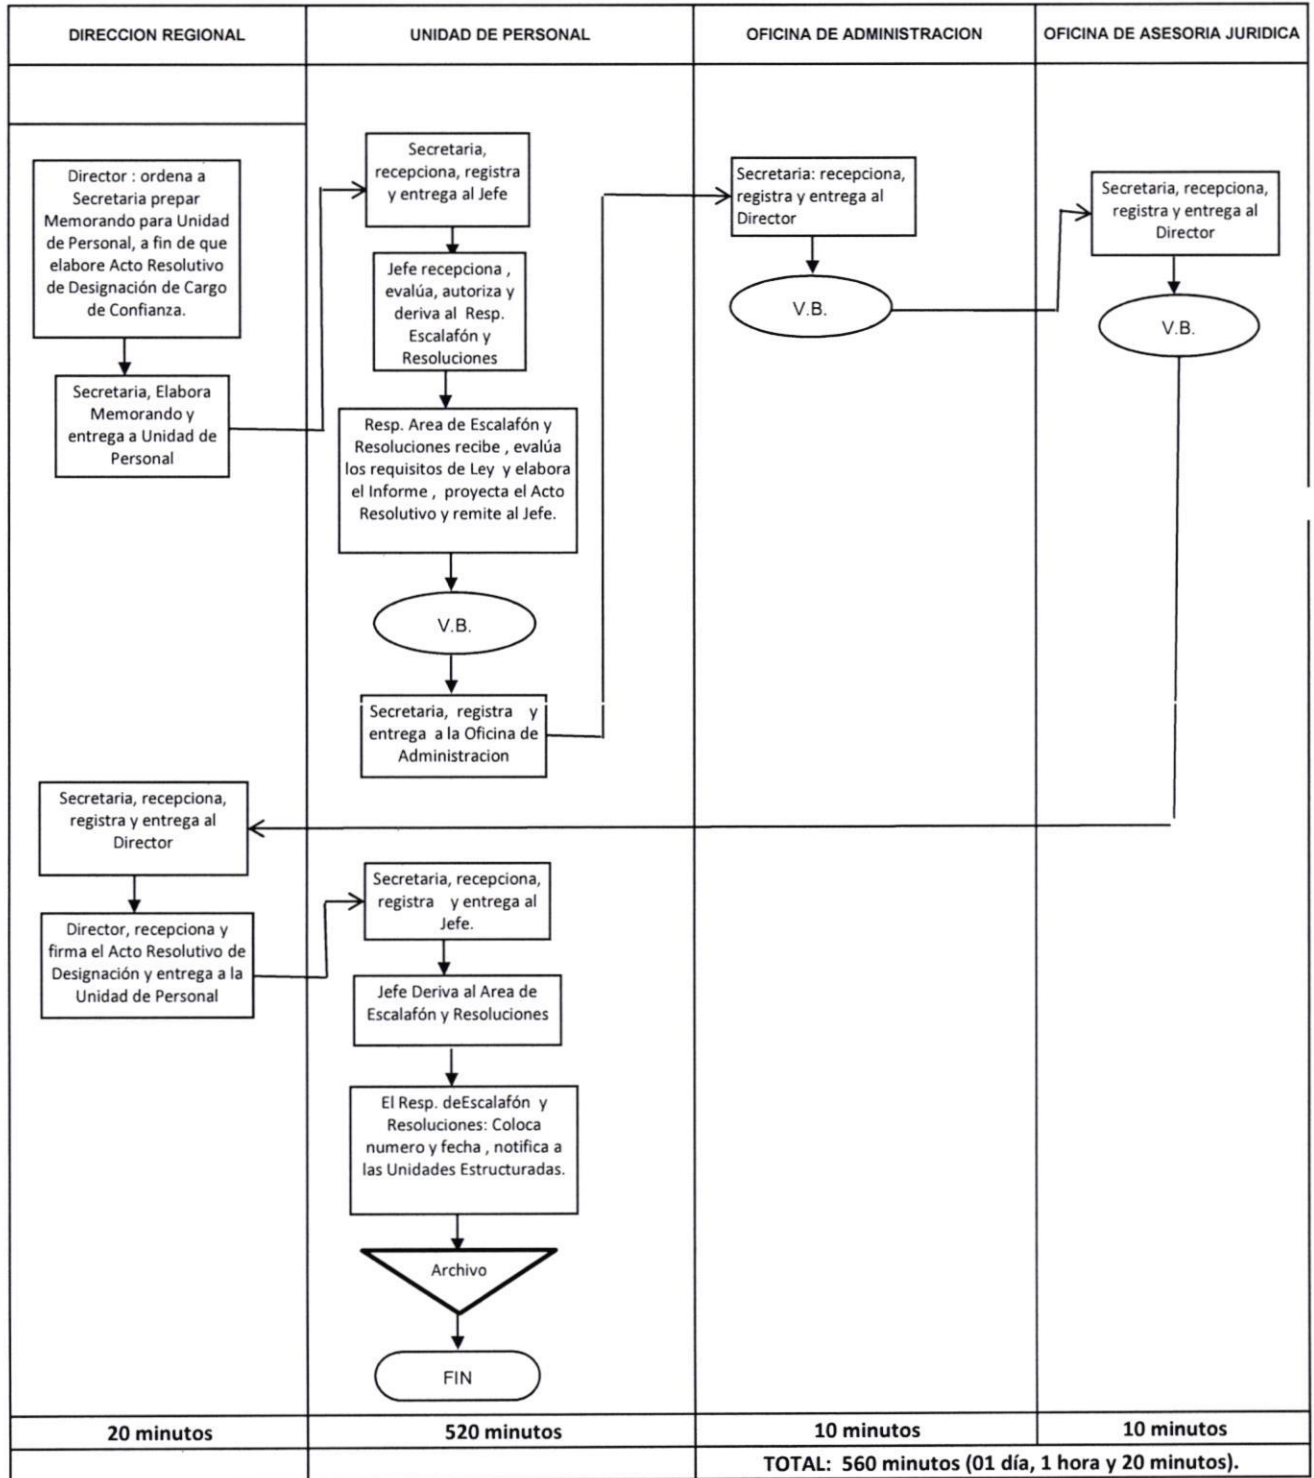 DIRECCION REGIONAL
UNIDAD DE PERSONAL
OFICINA DE ADMINISTRACION
OFICINA DE ASESORIA JURIDICA
Director : ordena a
Secretaria prepar
Memorando para Unidad
de Personal, a fin de que
elabore Acto Resolutivo
de Designación de Cargo
de Confianza.
Secretaria, Elabora
Memorando y
entrega a Unidad de
Personal
Secretaria,
recepciona, registra
y entrega al Jefe
Jefe recepciona ,
evalúa, autoriza y
deriva al Resp.
Escalafón y
Resoluciones
Resp. Area de Escalafón y
Resoluciones recibe , evalúa
los requisitos de Ley y elabora
el Informe , proyecta el Acto
Resolutivo y remite al Jefe.
V.B.
Secretaria, registra y
entrega a la Oficina de
Administracion
Secretaria: recepciona,
registra y entrega al
Director
V.B.
Secretaria, recepciona,
registra y entrega al
Director
V.B.
Secretaria, recepciona,
registra y entrega al
Director
Director, recepciona y
firma el Acto Resolutivo de
Designación y entrega a la
Unidad de Personal
Secretaria, recepciona,
registra y entrega al
Jefe.
Jefe Deriva al Area de
Escalafón y Resoluciones
El Resp. deEscalafón y
Resoluciones: Coloca
numero y fecha , notifica a
las Unidades Estructuradas.
Archivo
FIN
20 minutos
520 minutos
10 minutos
10 minutos
TOTAL: 560 minutos (01 día, 1 hora y 20 minutos).